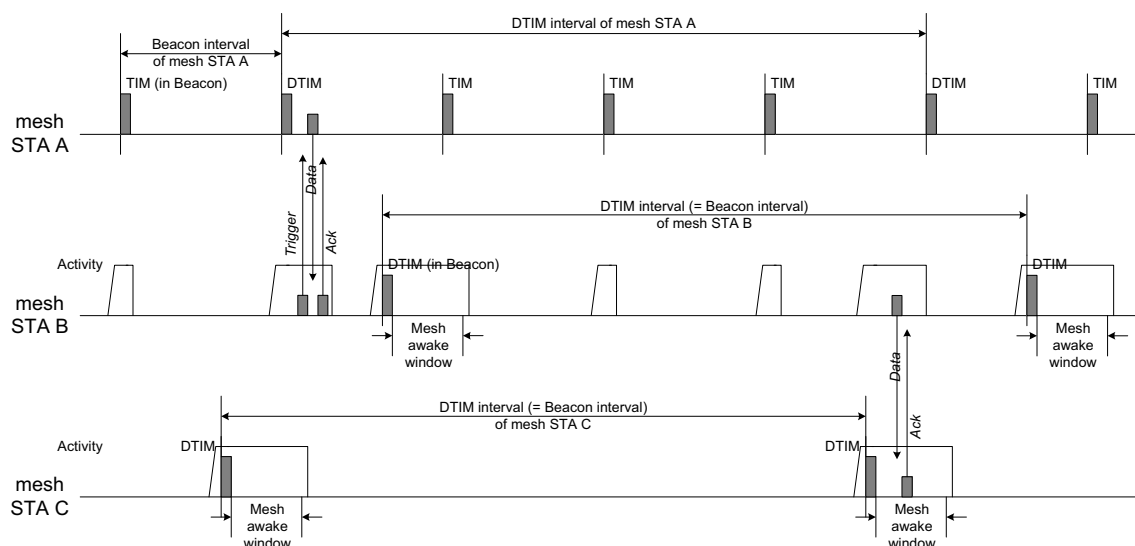 DTIM interval of mesh STA A
Beacon interval
of mesh STA A
TIM (in Beacon)
DTIM
TIM
TIM
TIM
DTIM
TIM
mesh
STA A
Trigger
Data
Ack
DTIM interval (= Beacon interval)
of mesh STA B
Activity
DTIM (in Beacon)
DTIM
mesh
STA B
Mesh
awake
window
Mesh
awake
window
Data
Ack
DTIM interval (= Beacon interval)
of mesh STA C
Activity
DTIM
DTIM
mesh
STA C
Mesh
awake
window
Mesh
awake
window